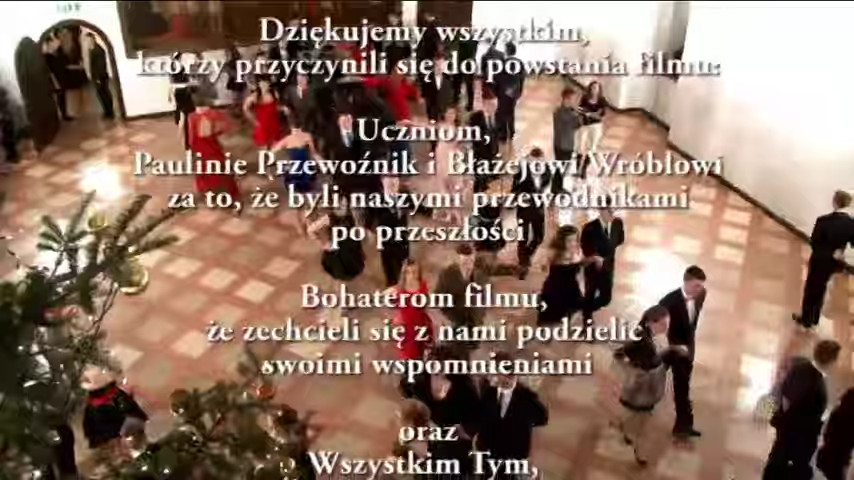 Dziękujemy wszystkim,
którzy przyczynili się do powstania filmu:
Uczniom,
Paulinie Przewoźnik i Błażejowi Wróblowi
za to, że byli naszymi przewodnikami
po przeszłości
Bohaterom filmu,
że zechcieli się z nami podzielić
swoimi wspomnieniami
oraz
Wszystkim Tym,